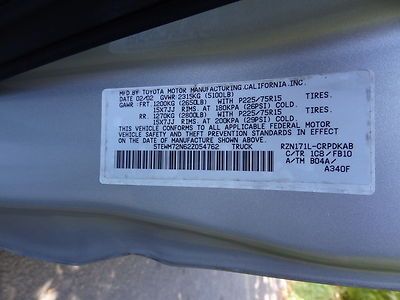 MFD. BY TOYOTA MOTOR MANUFACTURING,CALIFORNIA,INC.
DATE 02/02 GVWR 2315KG (5100LB)
GAWR: FRT. 1200KG (2650LB) WITH P225/75R15 TIRES.
15X7JJ RIMS. AT 180KPA (26PSI) COLD.
RR. 1270KG (2800LB) WITH P225/75R15 TIRES.
15X7JJ RIMS. AT 200KPA (29PSI) COLD.
THIS VEHICLE CONFORMS TO ALL APPLICABLE FEDERAL MOTOR
VEHICLE SAFETY AND THEFT PREVENTION STANDARDS IN
EFFECT ON THE DATE OF MANUFACTURE SHOWN ABOVE.
5TEWM72N62Z054762 TRUCK RZN171L-CRPDKAB
C/TR 1C8/FB10
A/TM B04A/
A340F